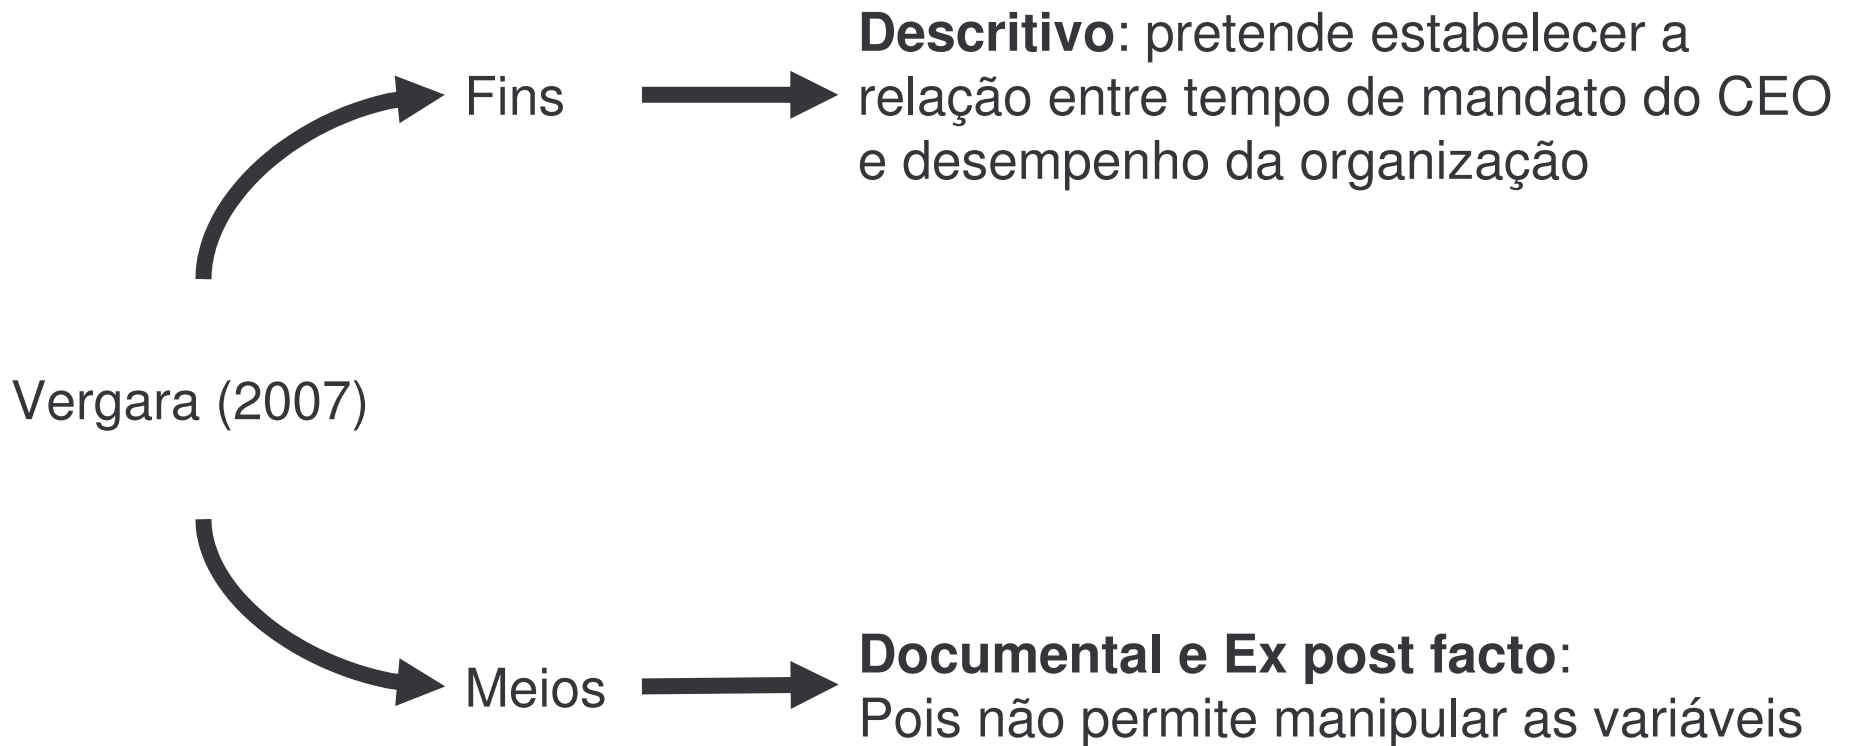 Descritivo: pretende estabelecer a
Fins
relação entre tempo de mandato do CEO
e desempenho da organização
Vergara (2007)
Documental e Ex post facto:
Meios
Pois não permite manipular as variáveis